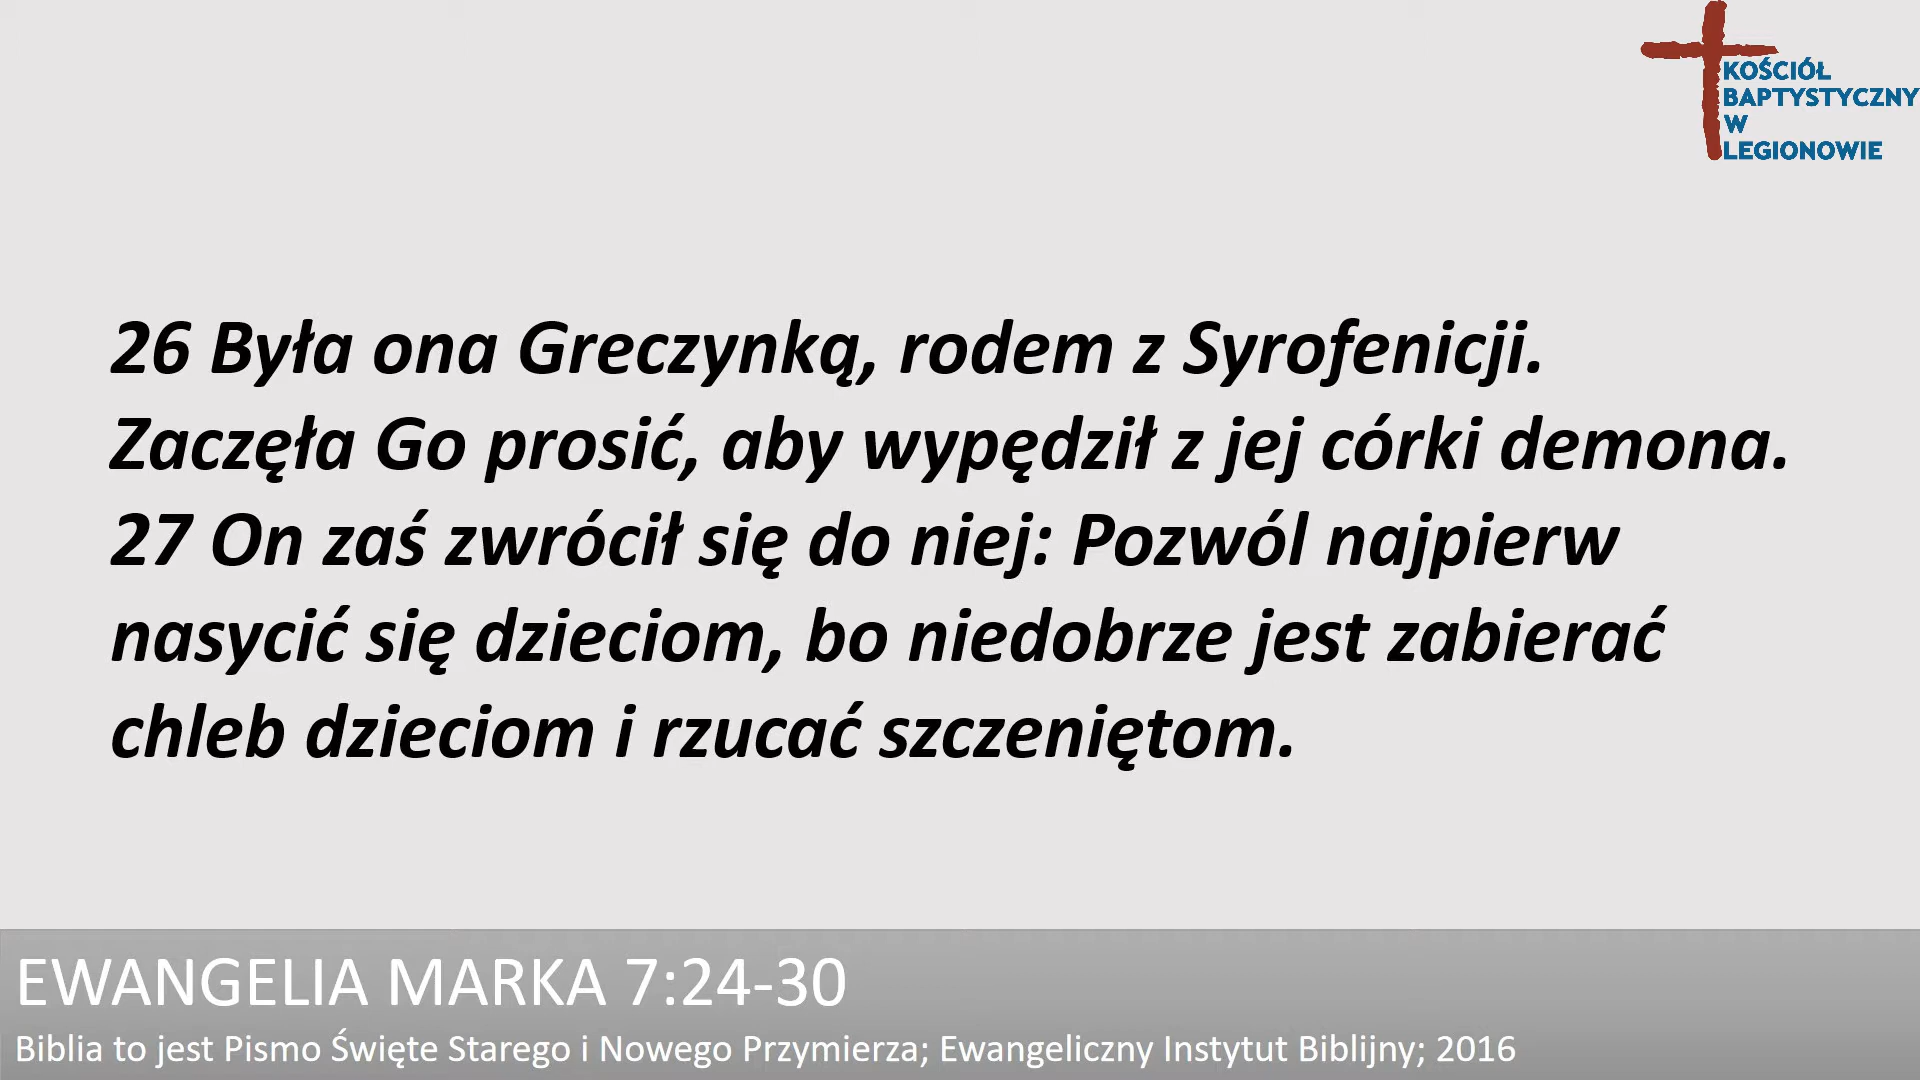 KOŚCIÓŁ
BAPTYSTYCZNY
W
LEGIONOWIE
26 Była ona Greczynką, rodem z Syrofenicji.
Zaczęła Go prosić, aby wypędził z jej córki demona.
27 On zaś zwrócił się do niej: Pozwól najpierw
nasycić się dzieciom, bo niedobrze jest zabierać
chleb dzieciom i rzucać szczeniętom.
EWANGELIA MARKA 7:24-30
Biblia to jest Pismo Święte Starego i Nowego Przymierza; Ewangeliczny Instytut Biblijny; 2016